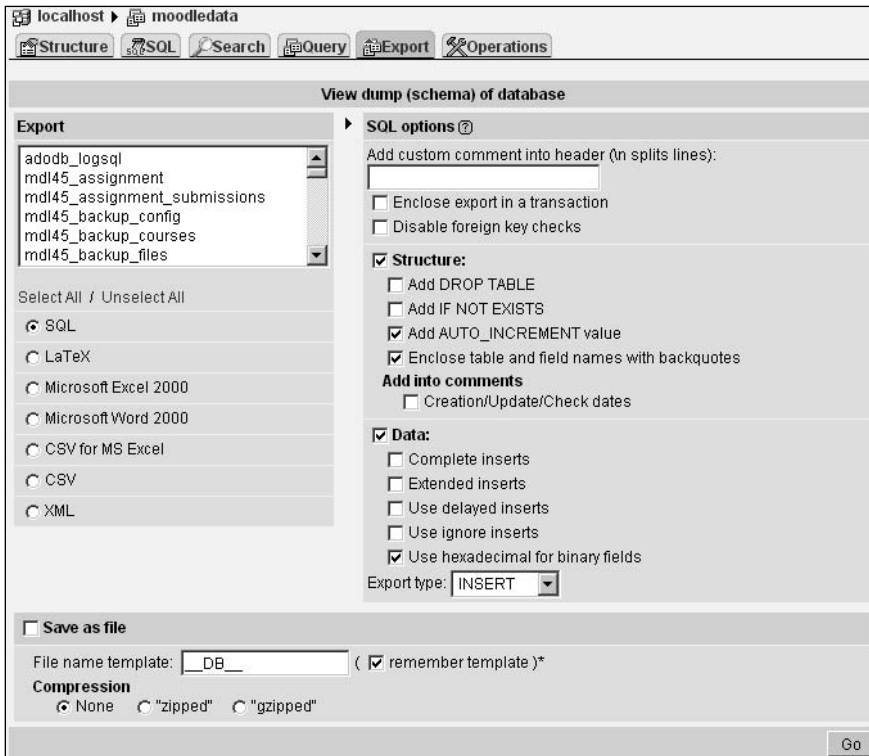 localhost ▶ moodledata
Structure SQL Search Query Export Operations
View dump (schema) of database
Export
adodb_logsql
mdl45_assignment
mdl45_assignment_submissions
mdl45_backup_config
mdl45_backup_courses
mdl45_backup_files
Select All / Unselect All
SQL
LaTeX
Microsoft Excel 2000
Microsoft Word 2000
CSV for MS Excel
CSV
XML
SQL options ?
Add custom comment into header (\n splits lines):
Enclose export in a transaction
Disable foreign key checks
Structure:
Add DROP TABLE
Add IF NOT EXISTS
Add AUTO_INCREMENT value
Enclose table and field names with backquotes
Add into comments
Creation/Update/Check dates
Data:
Complete inserts
Extended inserts
Use delayed inserts
Use ignore inserts
Use hexadecimal for binary fields
Export type: INSERT
Save as file
File name template: __DB__ ( remember template )*
Compression
None "zipped" "gzipped"
Go